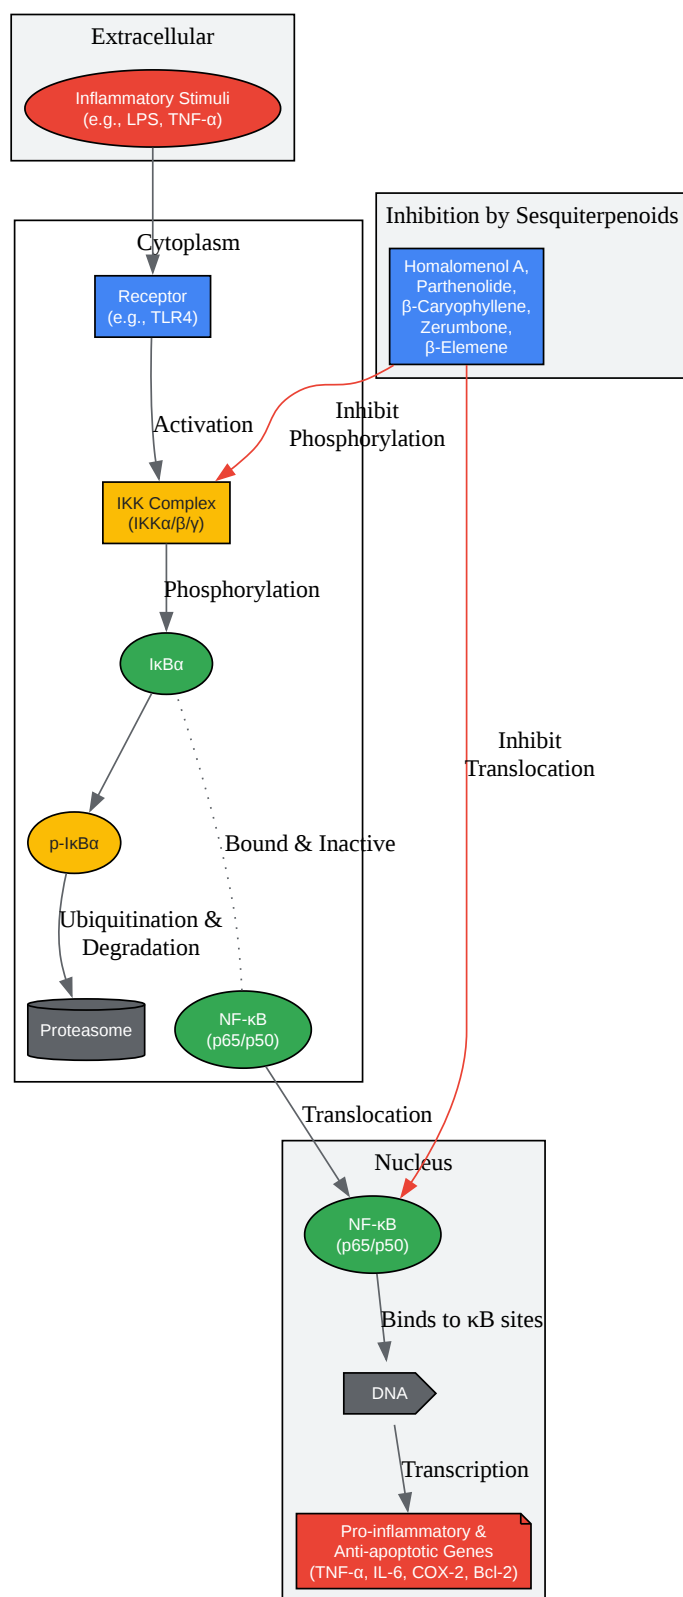 Extracellular
Inflammatory Stimuli
(e.g., LPS, TNF-α)
Inhibition by Sesquiterpenoids
Homalomenol A,
Parthenolide,
β-Caryophyllene,
Zerumbone,
β-Elemene
Cytoplasm
Receptor
(e.g., TLR4)
Activation
Inhibit
Phosphorylation
IKK Complex
(IKKα/β/γ)
Phosphorylation
IκBα
Inhibit
Translocation
p-IκBα
Bound & Inactive
Ubiquitination &
Degradation
Proteasome
NF-κB
(p65/p50)
Translocation
Nucleus
NF-κB
(p65/p50)
Binds to κB sites
DNA
Transcription
Pro-inflammatory &
Anti-apoptotic Genes
(TNF-α, IL-6, COX-2, Bcl-2)